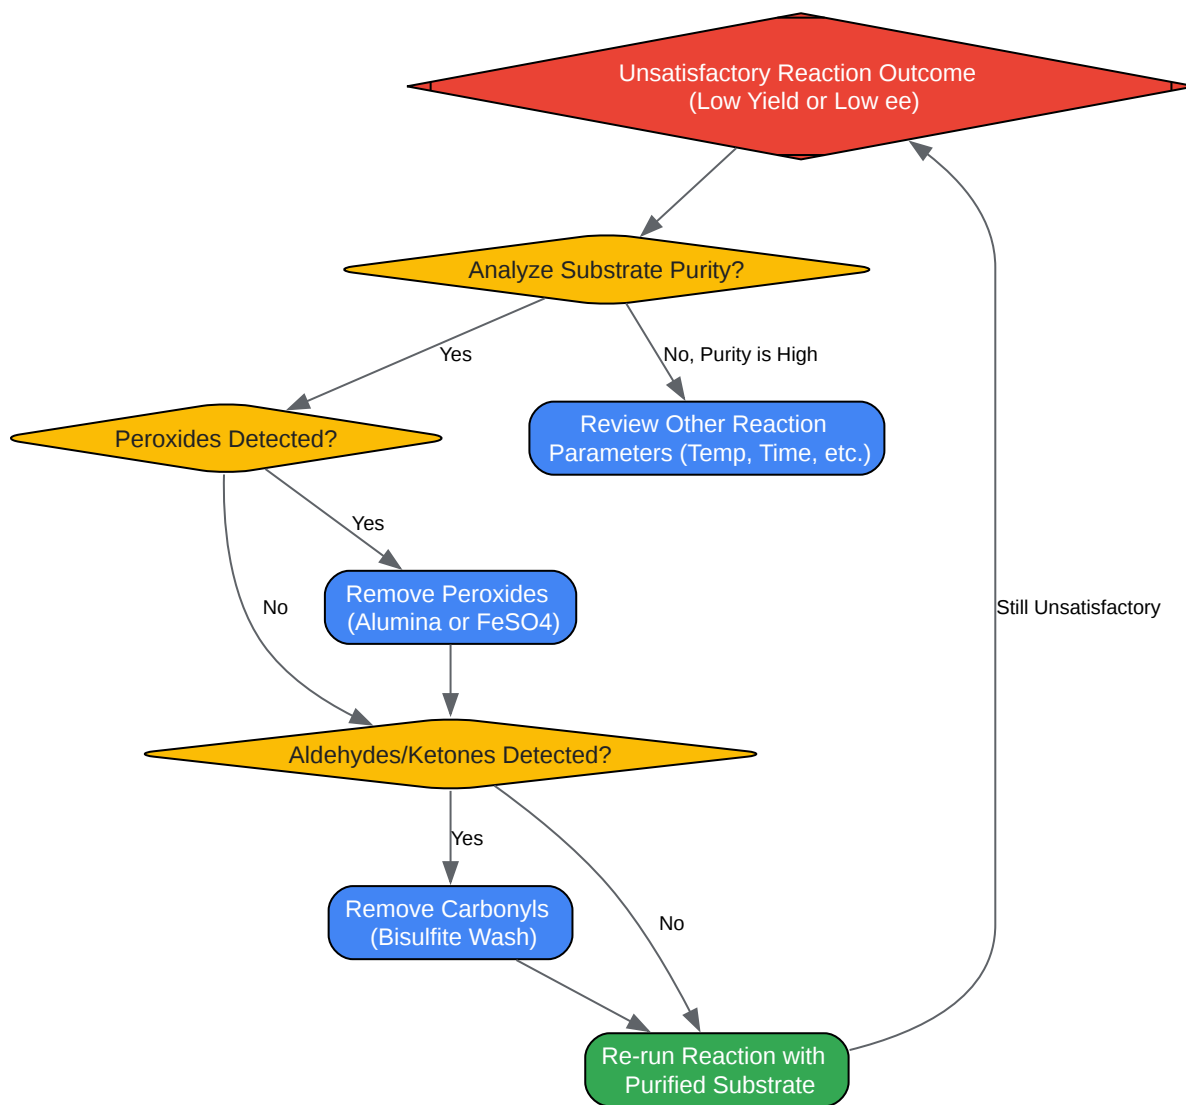 Unsatisfactory Reaction Outcome
(Low Yield or Low ee)
Analyze Substrate Purity?
Yes
No, Purity is High
Peroxides Detected?
Review Other Reaction
Parameters (Temp, Time, etc.)
Yes
Remove Peroxides
(Alumina or FeSO4)
No
Still Unsatisfactory
Aldehydes/Ketones Detected?
Yes
Remove Carbonyls
(Bisulfite Wash)
No
Re-run Reaction with
Purified Substrate